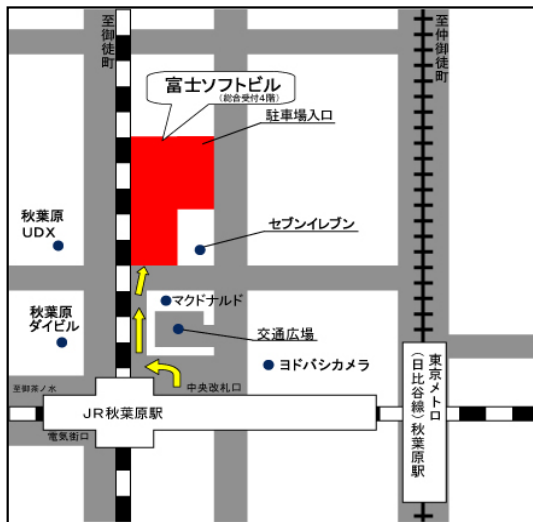 至御徒町
至仲御徒町
富士ソフトビル
(総合受付4階)
駐車場入口
秋葉原
UDX
セブンイレブン
マクドナルド
秋葉原
ダイビル
交通広場
ヨドバシカメラ
至御茶ノ水
中央改札口
JR秋葉原駅
電気街口
東京メトロ
(日比谷線)秋葉原駅